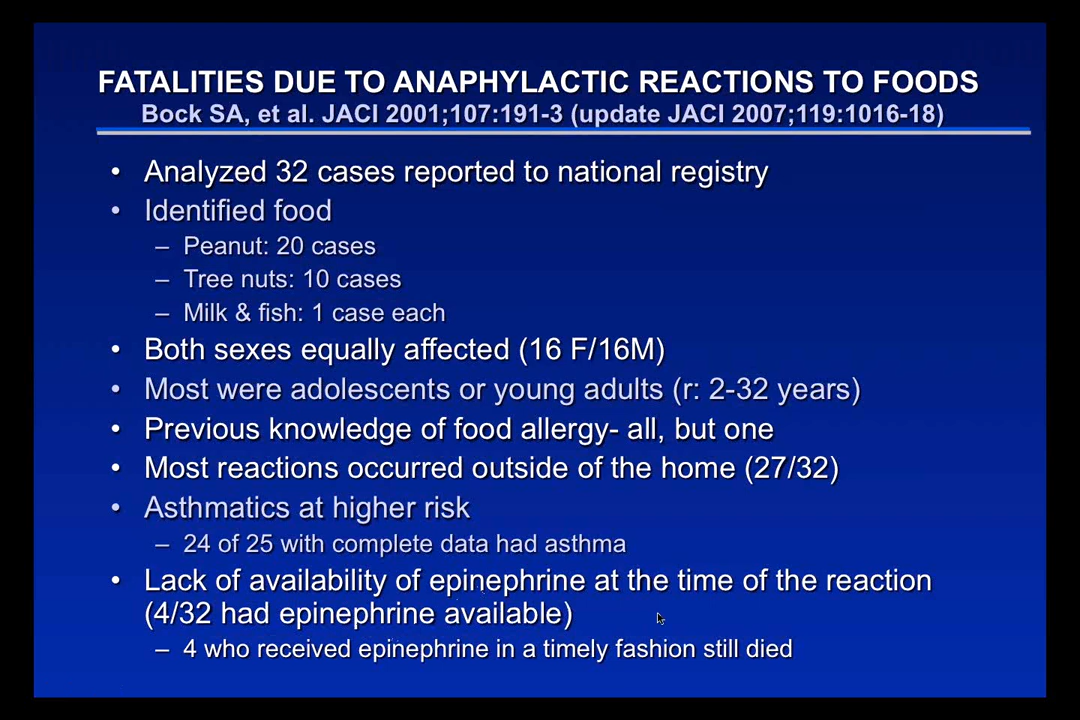 FATALITIES DUE TO ANAPHYLACTIC REACTIONS TO FOODS
Bock SA, et al. JACI 2001;107:191-3 (update JACI 2007;119:1016-18)
• Analyzed 32 cases reported to national registry
• Identified food
– Peanut: 20 cases
– Tree nuts: 10 cases
– Milk & fish: 1 case each
• Both sexes equally affected (16 F/16M)
• Most were adolescents or young adults (r: 2-32 years)
• Previous knowledge of food allergy- all, but one
• Most reactions occurred outside of the home (27/32)
• Asthmatics at higher risk
– 24 of 25 with complete data had asthma
• Lack of availability of epinephrine at the time of the reaction
(4/32 had epinephrine available)
– 4 who received epinephrine in a timely fashion still died